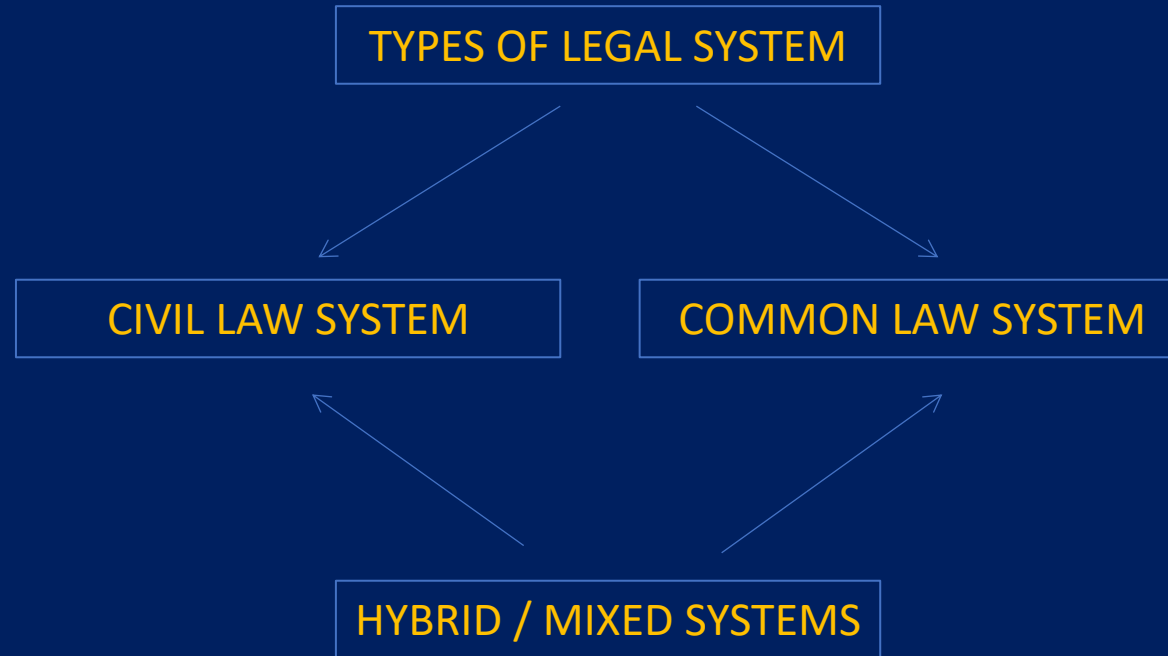 TYPES OF LEGAL SYSTEM
CIVIL LAW SYSTEM
COMMON LAW SYSTEM
HYBRID / MIXED SYSTEMS